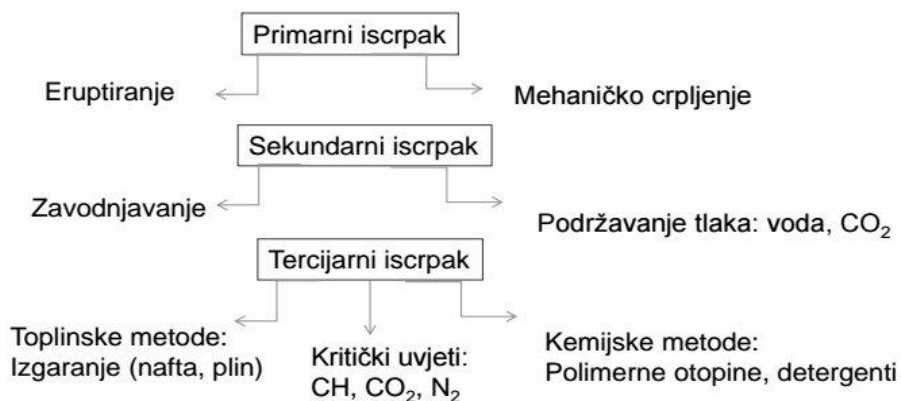 Primarni iscrpak
Eruptiranje
Mehaničko crpljenje
Sekundarni iscrpak
Zavodnjavanje
Podržavanje tlaka: voda, CO₂
Tercijarni iscrpak
Toplinske metode:
Izgaranje (nafta, plin)
Kritički uvjeti:
CH, CO₂, N₂
Kemijske metode:
Polimerne otopine, detergenti